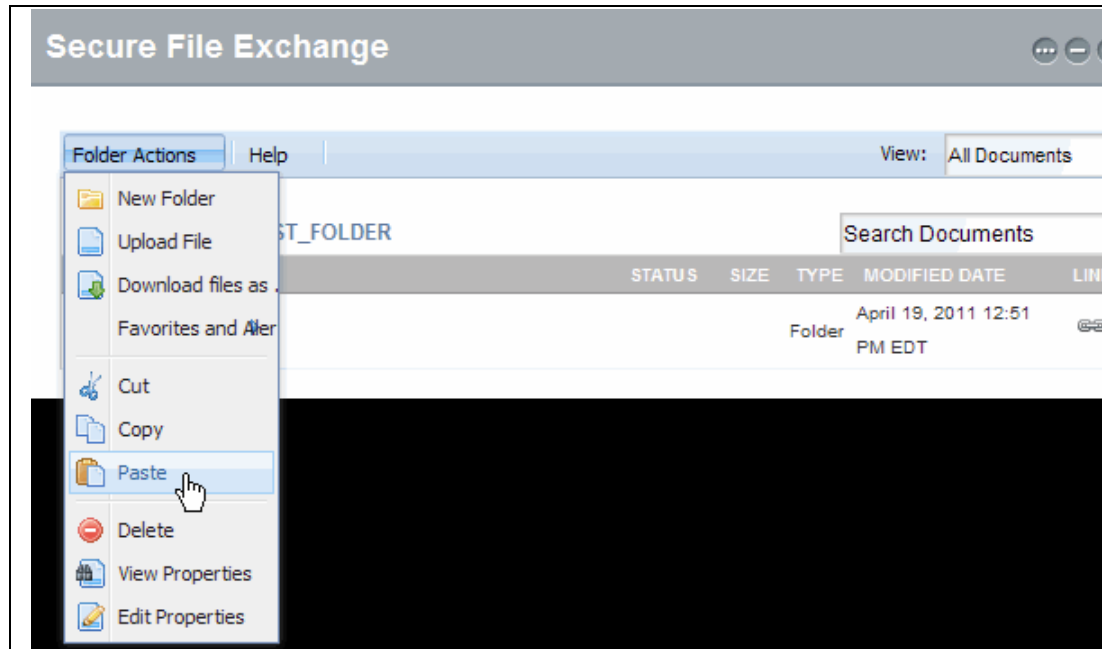 Secure File Exchange
Folder Actions Help View: All Documents
New Folder
ST_FOLDER Search Documents
Upload File
STATUS SIZE TYPE MODIFIED DATE LIN
Download files as .
Favorites and Aler
Folder April 19, 2011 12:51
PM EDT
Cut
Copy
Paste
Delete
View Properties
Edit Properties